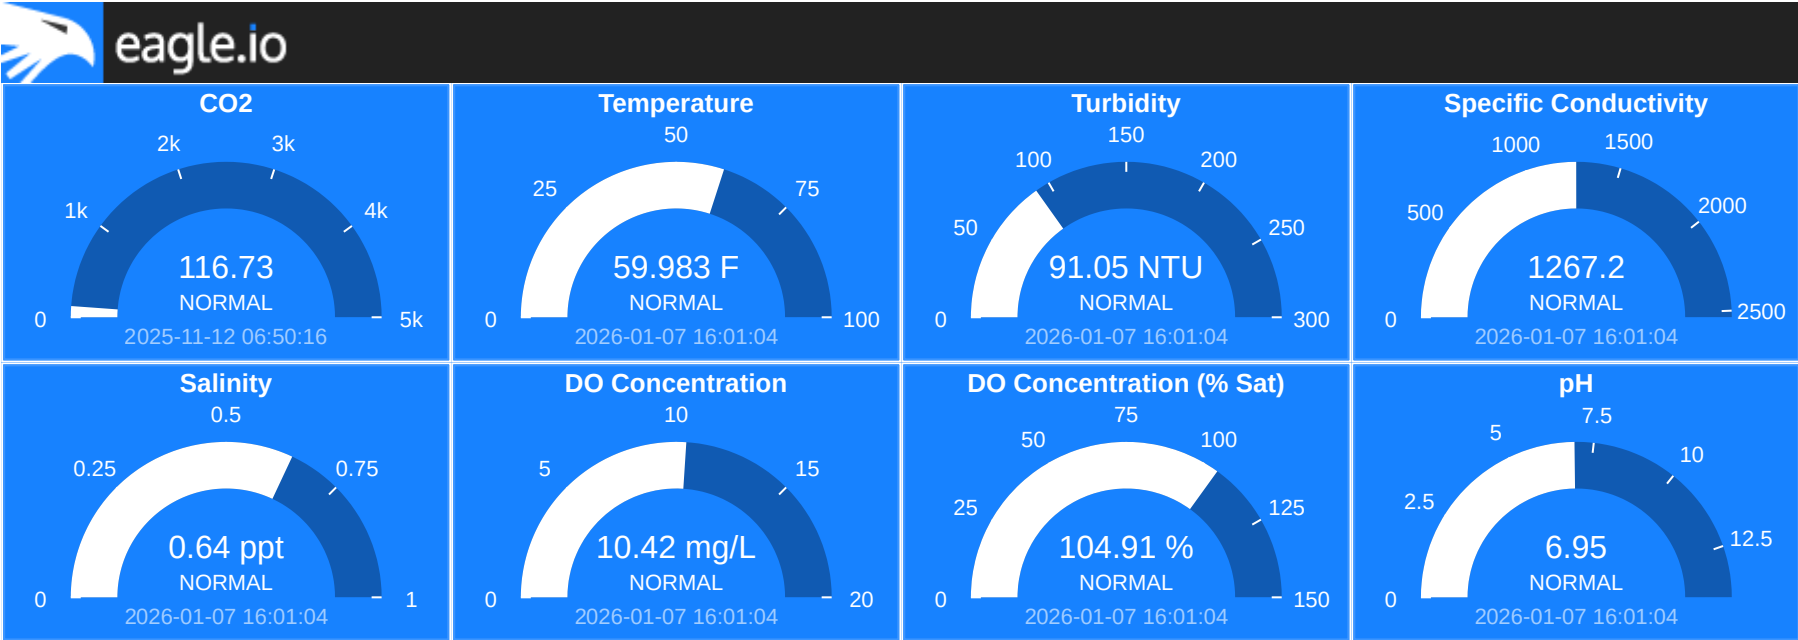 eagle.io
CO2
0
1k
2k
3k
4k
5k
116.73
NORMAL
2025-11-12 06:50:16
Temperature
0
25
50
75
100
59.983 F
NORMAL
2026-01-07 16:01:04
Turbidity
0
50
100
150
200
250
300
91.05 NTU
NORMAL
2026-01-07 16:01:04
Specific Conductivity
0
500
1000
1500
2000
2500
1267.2
NORMAL
2026-01-07 16:01:04
Salinity
0
0.25
0.5
0.75
1
0.64 ppt
NORMAL
2026-01-07 16:01:04
DO Concentration
0
5
10
15
20
10.42 mg/L
NORMAL
2026-01-07 16:01:04
DO Concentration (% Sat)
0
25
50
75
100
125
150
104.91 %
NORMAL
2026-01-07 16:01:04
pH
0
2.5
5
7.5
10
12.5
6.95
NORMAL
2026-01-07 16:01:04